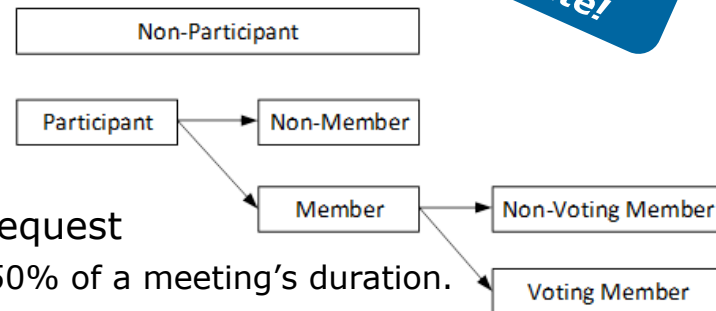 Non-Participant
Participant
Non-Member
Member
Non-Voting Member
equest
50% of a meeting's duration.
Voting Member